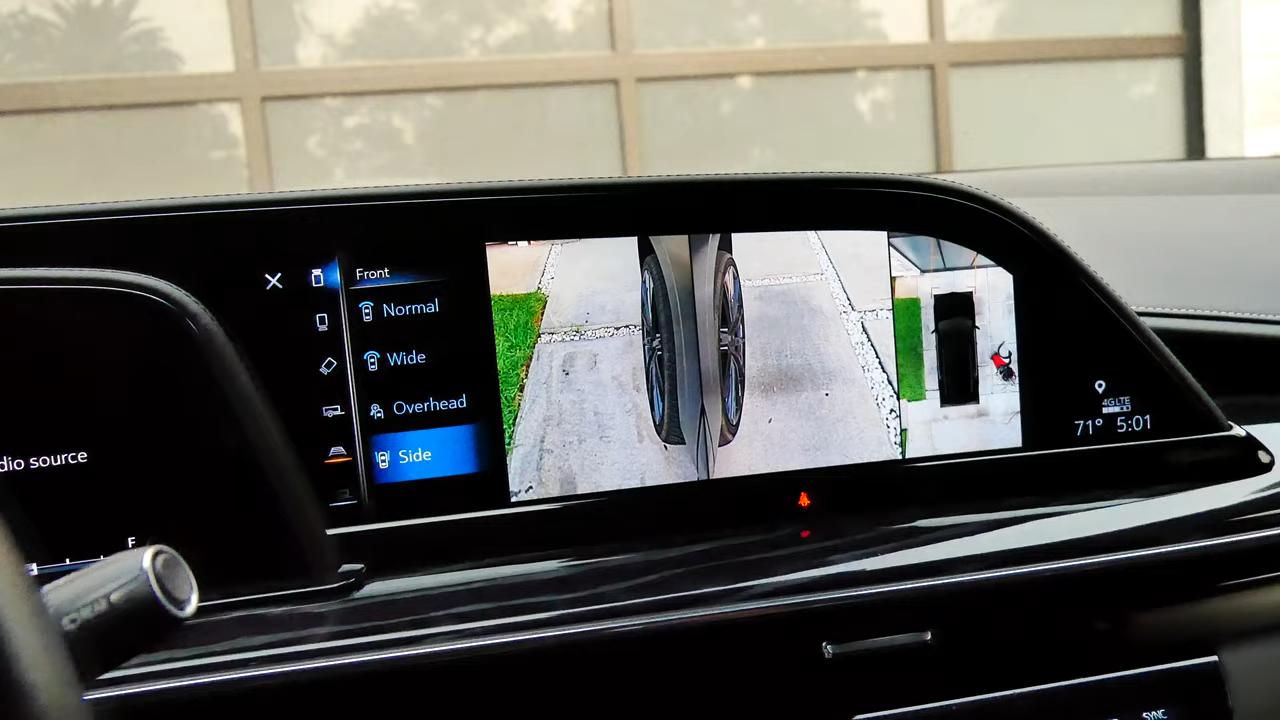 Front
Normal
Wide
Overhead
Side
dio source
F
4G LTE
71° 5:01
SYNC